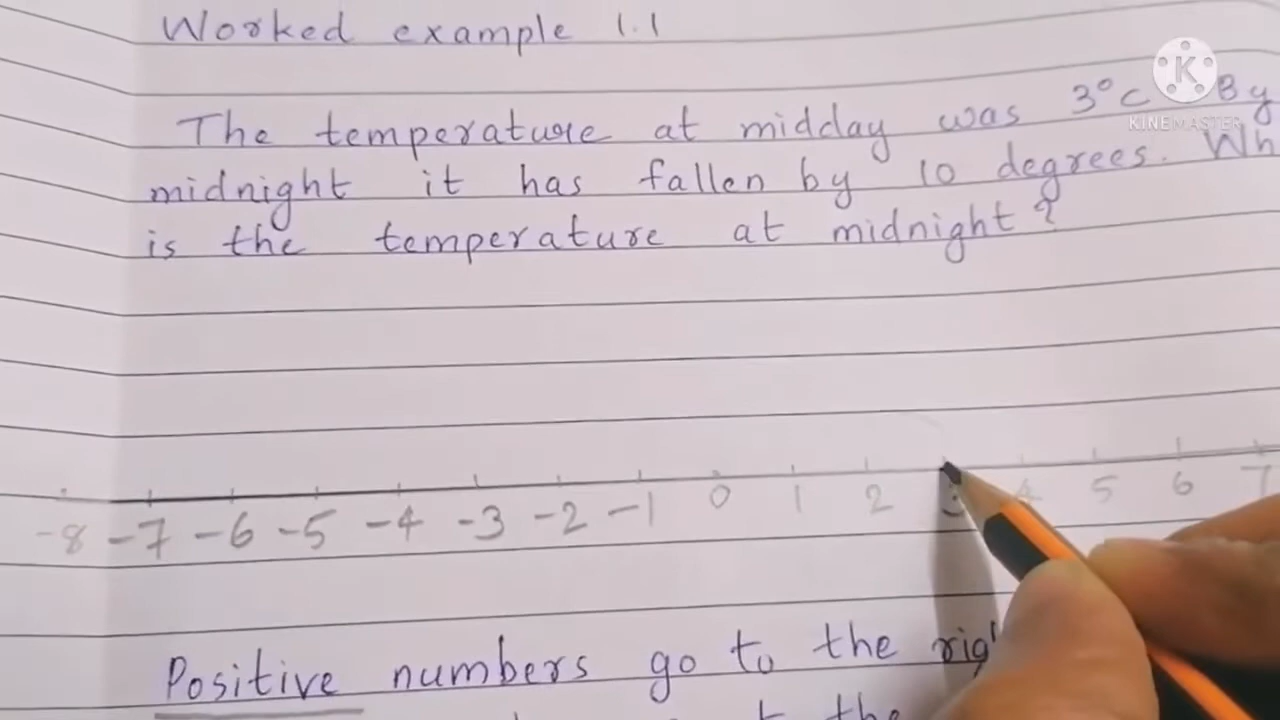 Worked example 1.1
The temperature at midday was 3°C By
midnight it has fallen by 10 degrees. Wh
is the temperature at midnight?
K
KINEMASTER
-8 -7 -6 -5 -4 -3 -2 -1 0 1 2 3 4 5 6 7
Positive numbers go to the rig
the